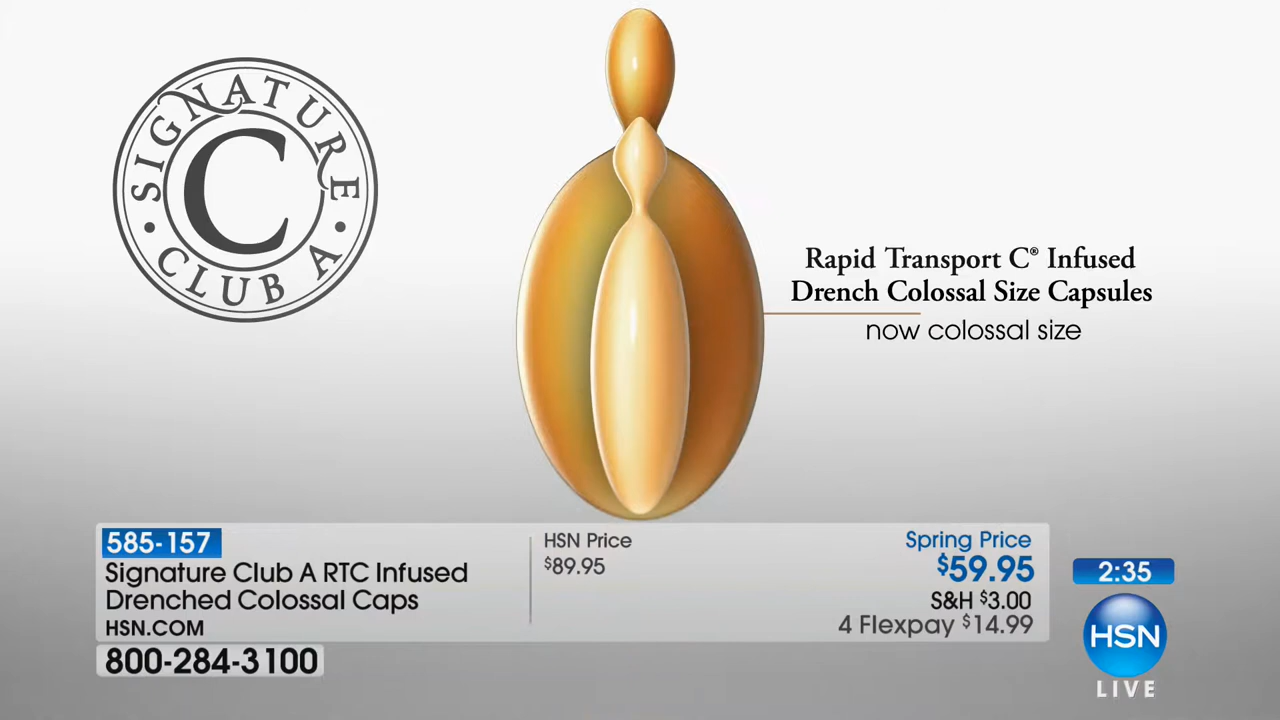 SIGNATURE
C
CLUB A
Rapid Transport C® Infused
Drench Colossal Size Capsules
now colossal size
585-157
Signature Club A RTC Infused
Drenched Colossal Caps
HSN.COM
800-284-3100
HSN Price
$89.95
Spring Price
$59.95
S&H $3.00
4 Flexpay $14.99
2:35
HSN
LIVE